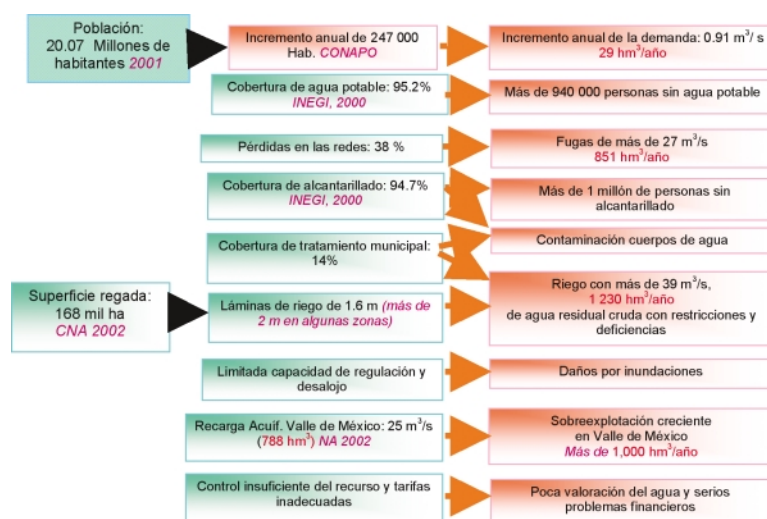 Población:
20.07 Millones de
habitantes 2001
Incremento anual de 247 000
Hab. CONAPO
Incremento anual de la demanda: 0.91 m³/ s
29 hm³/año
Cobertura de agua potable: 95.2%
INEGI, 2000
Más de 940 000 personas sin agua potable
Pérdidas en las redes: 38 %
Fugas de más de 27 m³/s
851 hm³/año
Cobertura de alcantarillado: 94.7%
INEGI, 2000
Más de 1 millón de personas sin
alcantarillado
Cobertura de tratamiento municipal:
14%
Contaminación cuerpos de agua
Superficie regada:
168 mil ha
CNA 2002
Láminas de riego de 1.6 m (más de
2 m en algunas zonas)
Riego con más de 39 m³/s,
1 230 hm³/año
de agua residual cruda con restricciones y
deficiencias
Limitada capacidad de regulación y
desalojo
Daños por inundaciones
Recarga Acuif. Valle de México: 25 m³/s
(788 hm³) NA 2002
Sobreexplotación creciente
en Valle de México
Más de 1,000 hm³/año
Control insuficiente del recurso y tarifas
inadecuadas
Poca valoración del agua y serios
problemas financieros